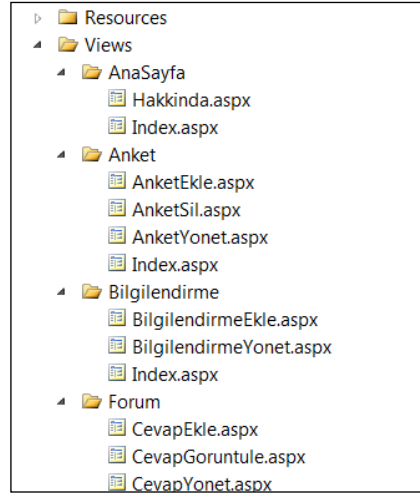 Resources
Views
AnaSayfa
Hakkinda.aspx
Index.aspx
Anket
AnketEkle.aspx
AnketSil.aspx
AnketYonet.aspx
Index.aspx
Bilgilendirme
BilgilendirmeEkle.aspx
BilgilendirmeYonet.aspx
Index.aspx
Forum
CevapEkle.aspx
CevapGoruntule.aspx
CevapYonet.aspx